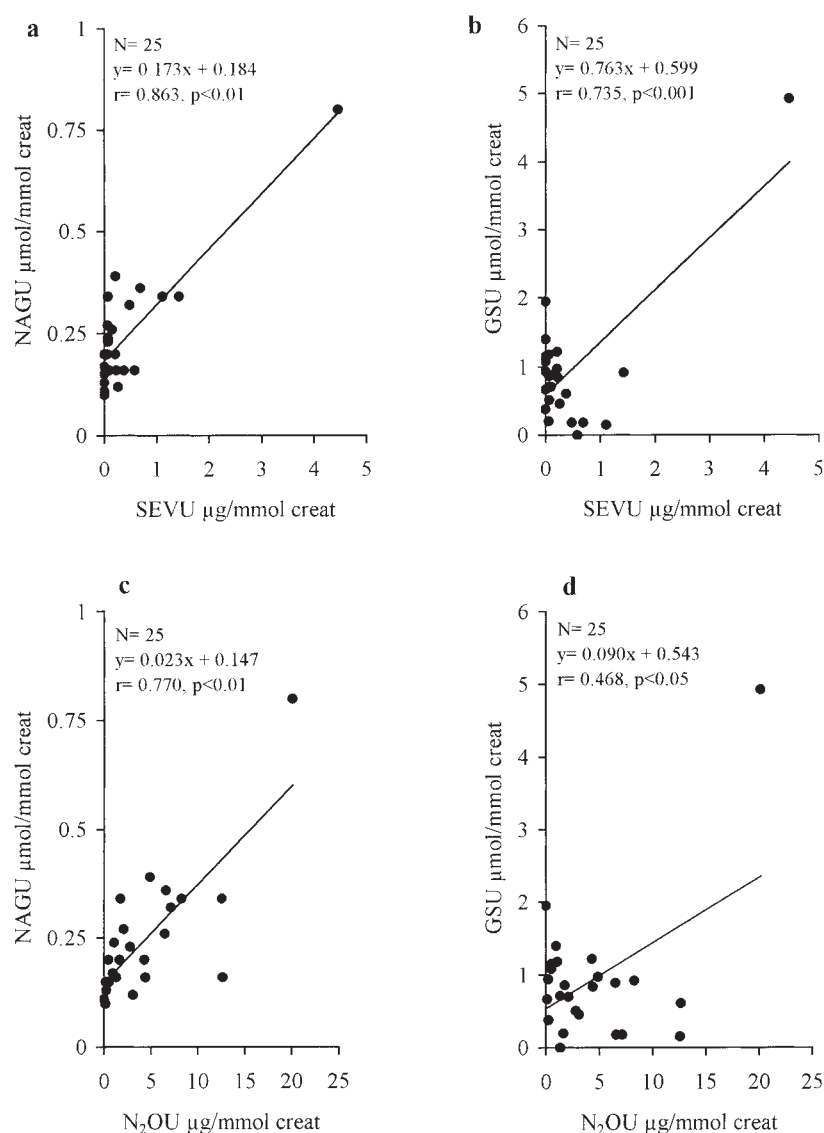 a
N= 25
y= 0.173x + 0.184
r= 0.863, p<0.01
NAGU µmol/mmol creat
1
0.75
0.5
0.25
0
0 1 2 3 4 5
SEVU µg/mmol creat
b
N= 25
y= 0.763x + 0.599
r= 0.735, p<0.001
GSU µmol/mmol creat
6
5
4
3
2
1
0
0 1 2 3 4 5
SEVU µg/mmol creat
c
N= 25
y= 0.023x + 0.147
r= 0.770, p<0.01
NAGU µmol/mmol creat
1
0.75
0.5
0.25
0
0 5 10 15 20 25
N₂OU µg/mmol creat
d
N= 25
y= 0.090x + 0.543
r= 0.468, p<0.05
GSU µmol/mmol creat
6
5
4
3
2
1
0
0 5 10 15 20 25
N₂OU µg/mmol creat